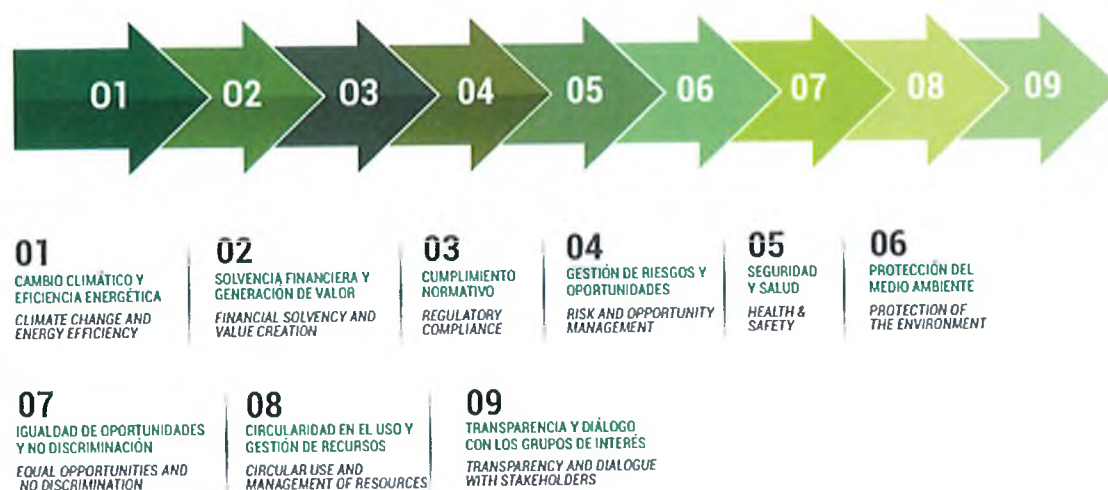 01 02 03 04 05 06 07 08 09
01
CAMBIO CLIMÁTICO Y
EFICIENCIA ENERGÉTICA
CLIMATE CHANGE AND
ENERGY EFFICIENCY
02
SOLVENCIA FINANCIERA Y
GENERACIÓN DE VALOR
FINANCIAL SOLVENCY AND
VALUE CREATION
03
CUMPLIMIENTO
NORMATIVO
REGULATORY
COMPLIANCE
04
GESTIÓN DE RIESGOS Y
OPORTUNIDADES
RISK AND OPPORTUNITY
MANAGEMENT
05
SEGURIDAD
Y SALUD
HEALTH &
SAFETY
06
PROTECCIÓN DEL
MEDIO AMBIENTE
PROTECTION OF
THE ENVIRONMENT
07
IGUALDAD DE OPORTUNIDADES
Y NO DISCRIMINACIÓN
EQUAL OPPORTUNITIES AND
NO DISCRIMINATION
08
CIRCULARIDAD EN EL USO Y
GESTIÓN DE RECURSOS
CIRCULAR USE AND
MANAGEMENT OF RESOURCES
09
TRANSPARENCIA Y DIÁLOGO
CON LOS GRUPOS DE INTERÉS
TRANSPARENCY AND DIALOGUE
WITH STAKEHOLDERS